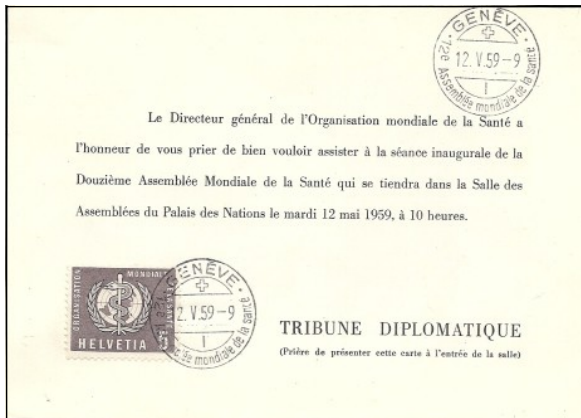 GENÈVE
12. V. 59-9
I
12e Assemblée mondiale de la santé
Le Directeur général de l'Organisation mondiale de la Santé a
l'honneur de vous prier de bien vouloir assister à la séance inaugurale de la
Douzième Assemblée Mondiale de la Santé qui se tiendra dans la Salle des
Assemblées du Palais des Nations le mardi 12 mai 1959, à 10 heures.
ORGANISATION MONDIALE DE LA SANTÉ
5
HELVETIA
GENÈVE
12. V. 59-9
I
mondiale de la santé
TRIBUNE DIPLOMATIQUE
(Prière de présenter cette carte à l'entrée de la salle)